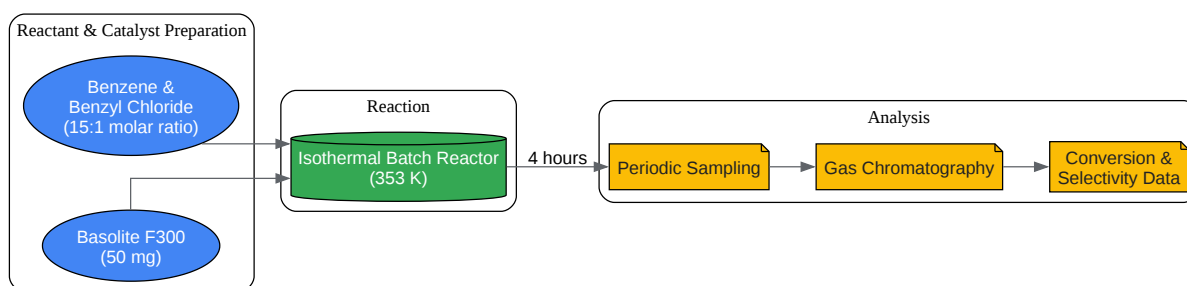 Reactant & Catalyst Preparation
Benzene &
Benzyl Chloride
(15:1 molar ratio)
Basolite F300
(50 mg)
Reaction
Isothermal Batch Reactor
(353 K)
4 hours
Analysis
Periodic Sampling
Gas Chromatography
Conversion &
Selectivity Data